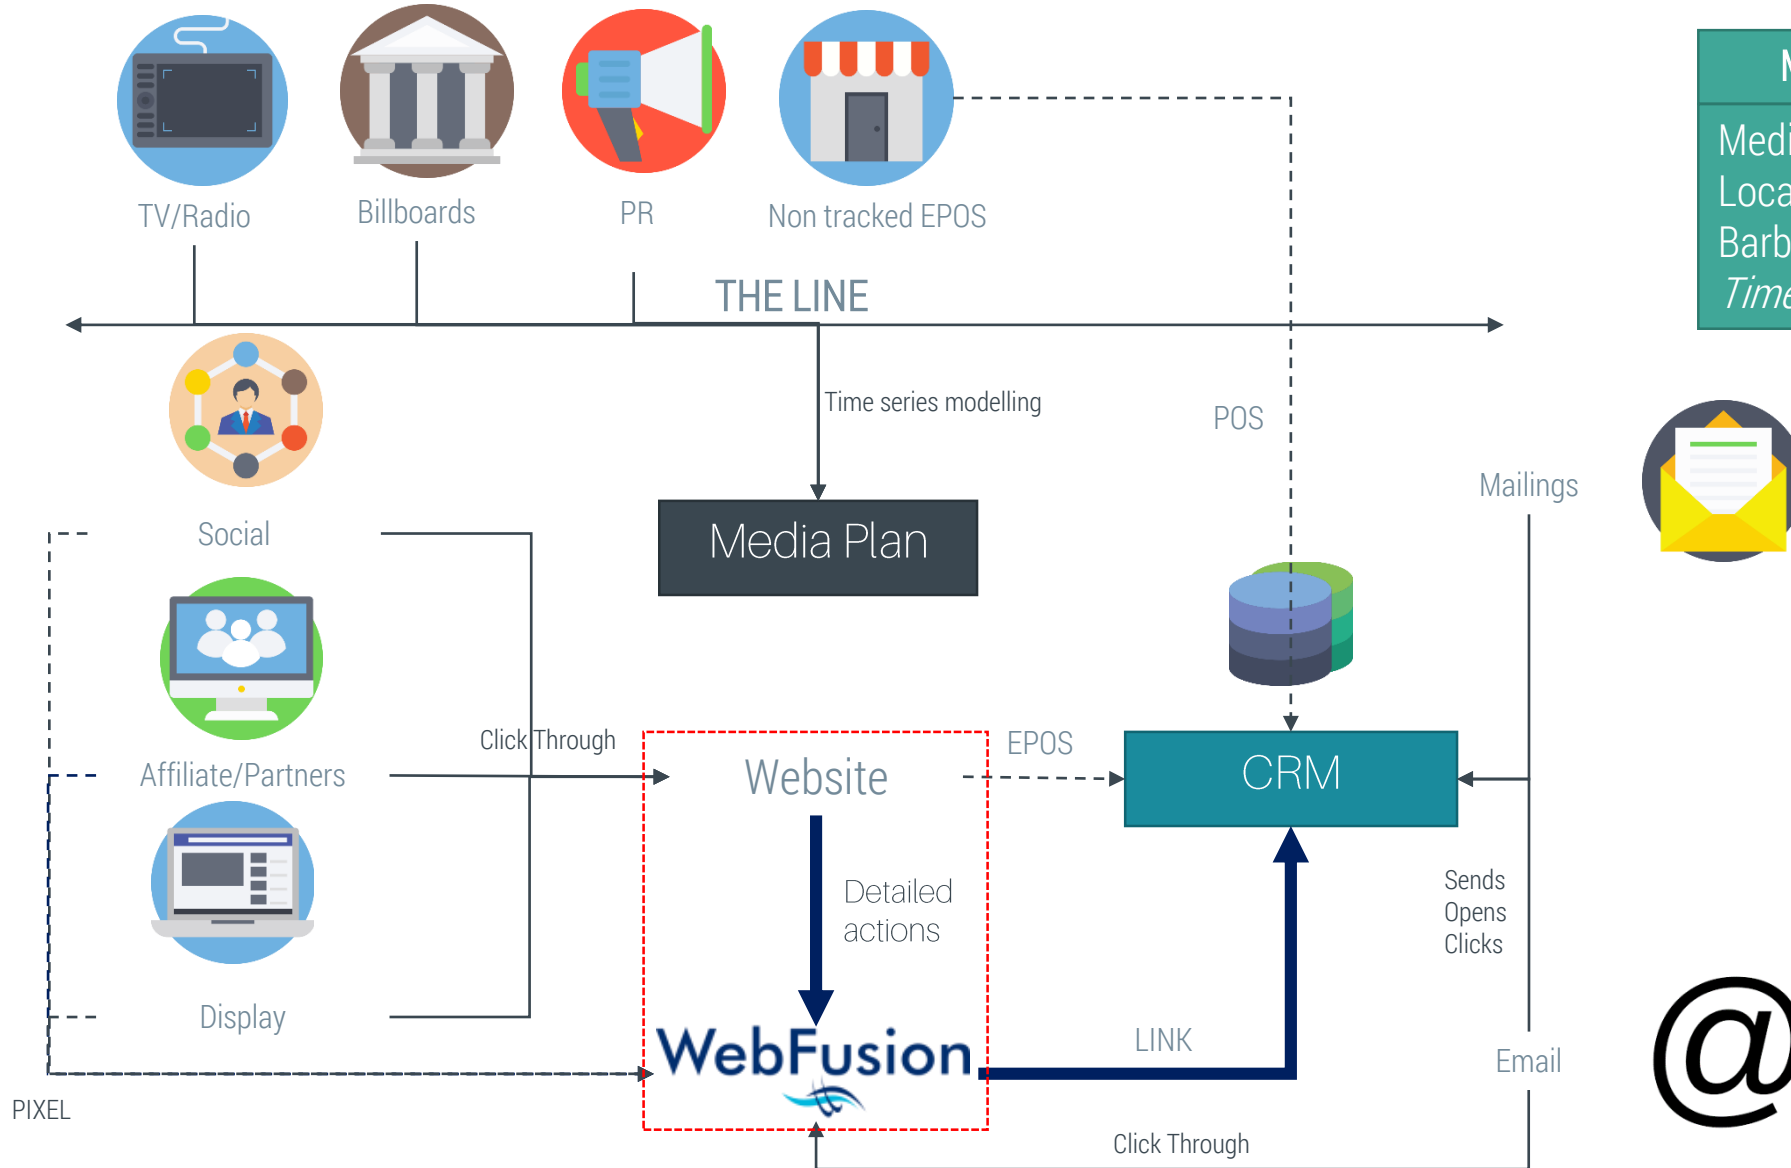 TV/Radio
Billboards
PR
Non tracked EPOS
THE LINE
Time series modelling
POS
Mailings
Social
Media Plan
Click Through
EPOS
Affiliate/Partners
Website
CRM
Detailed
actions
Sends
Opens
Clicks
Display
WebFusion
LINK
Email
PIXEL
Click Through
@